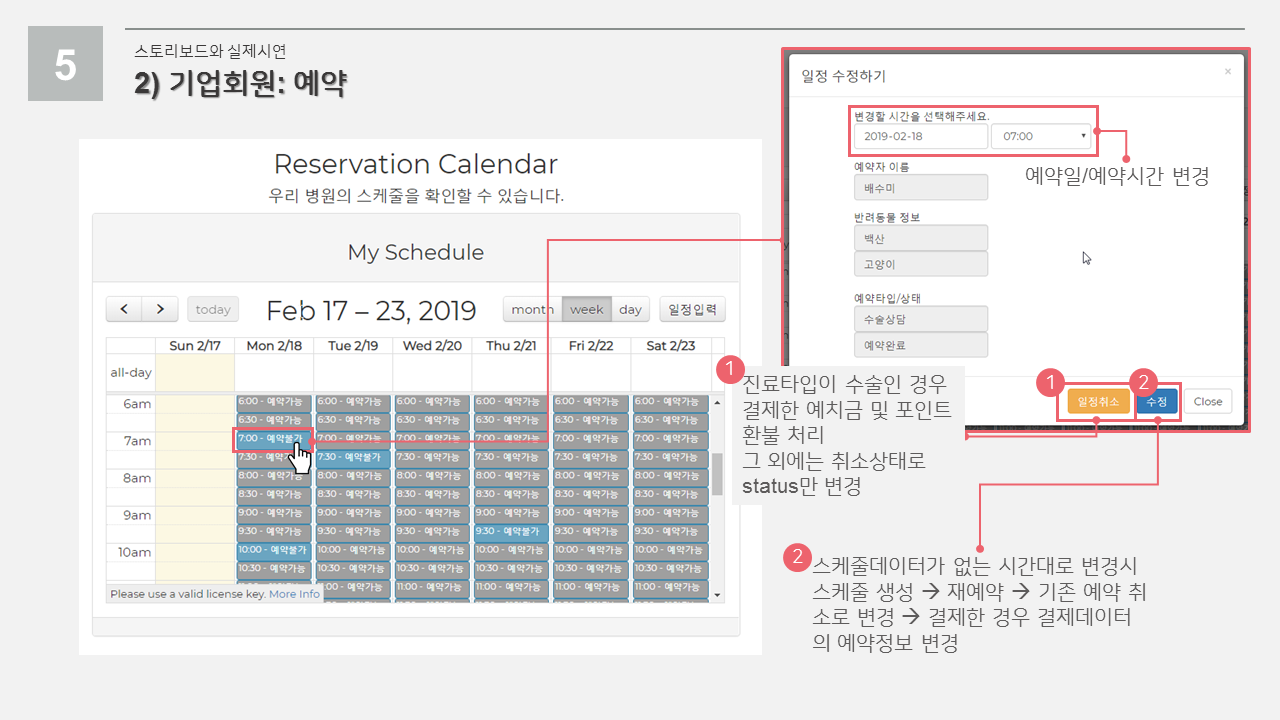 5
스토리보드와 실제시연
2) 기업회원: 예약
Reservation Calendar
우리 병원의 스케줄을 확인할 수 있습니다.
My Schedule
today
Feb 17 – 23, 2019
month week day 일정입력
Sun 2/17 Mon 2/18 Tue 2/19 Wed 2/20 Thu 2/21 Fri 2/22 Sat 2/23
all-day
6am 6:00 - 예약가능 6:00 - 예약가능 6:00 - 예약가능 6:00 - 예약가능 6:00 - 예약가능 6:00 - 예약가능
6:30 - 예약가능 6:30 - 예약가능 6:30 - 예약가능 6:30 - 예약가능 6:30 - 예약가능 6:30 - 예약가능
7am 7:00 - 예약불가 7:00 - 예약가능 7:00 - 예약가능 7:00 - 예약가능 7:00 - 예약가능 7:00 - 예약가능
7:30 - 예약가능 7:30 - 예약불가 7:30 - 예약가능 7:30 - 예약가능 7:30 - 예약가능 7:30 - 예약가능
8am 8:00 - 예약가능 8:00 - 예약가능 8:00 - 예약가능 8:00 - 예약가능 8:00 - 예약가능 8:00 - 예약가능
8:30 - 예약가능 8:30 - 예약가능 8:30 - 예약가능 8:30 - 예약가능 8:30 - 예약가능 8:30 - 예약가능
9am 9:00 - 예약가능 9:00 - 예약가능 9:00 - 예약가능 9:00 - 예약가능 9:00 - 예약가능 9:00 - 예약가능
9:30 - 예약가능 9:30 - 예약가능 9:30 - 예약가능 9:30 - 예약불가 9:30 - 예약가능 9:30 - 예약가능
10am 10:00 - 예약불가 10:00 - 예약가능 10:00 - 예약가능 10:00 - 예약가능 10:00 - 예약가능 10:00 - 예약가능
10:30 - 예약가능 10:30 - 예약가능 10:30 - 예약가능 10:30 - 예약가능 10:30 - 예약가능 10:30 - 예약가능
Please use a valid license key. More Info :00 - 예약가능 11:00 - 예약가능 11:00 - 예약가능 11:00 - 예약가능 11:00 - 예약가능
일정 수정하기 ×
변경할 시간을 선택해주세요.
2019-02-18 07:00
예약일/예약시간 변경
예약자 이름
배수미
반려동물 정보
백산
고양이
예약타입/상태
수술상담
예약완료
1 2
일정취소 수정 Close
1
진료타입이 수술인 경우
결제한 예치금 및 포인트
환불 처리
그 외에는 취소상태로
status만 변경
2
스케줄데이터가 없는 시간대로 변경시
스케줄 생성 → 재예약 → 기존 예약 취
소로 변경 → 결제한 경우 결제데이터
의 예약정보 변경